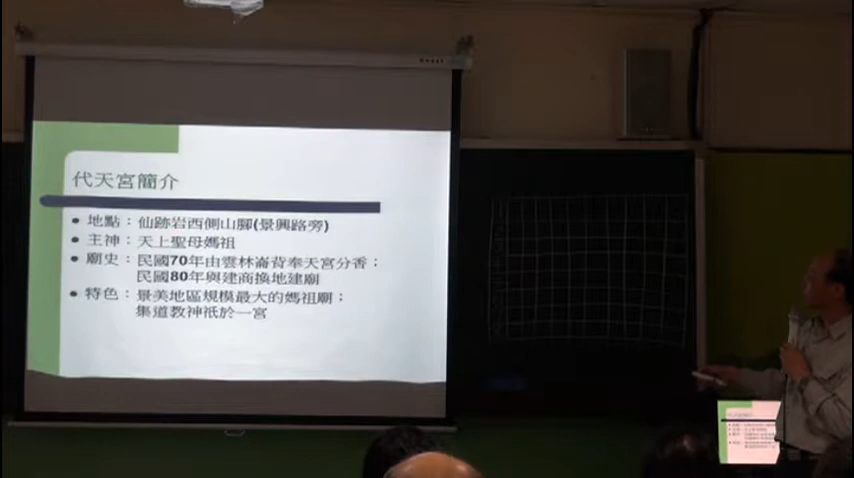 代天宮簡介
● 地點：仙跡岩西側山腳(景興路旁)
● 主神：天上聖母媽祖
● 廟史：民國70年由雲林崙背奉天宮分香；
民國80年與建商換地建廟
● 特色：景美地區規模最大的媽祖廟；
集道教神祇於一宮